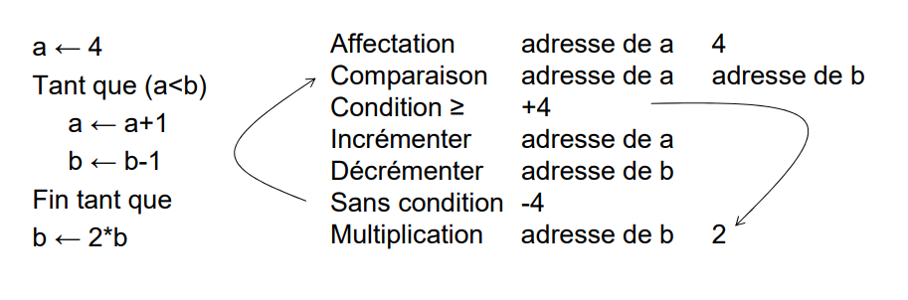 a ← 4
Tant que (a<b)
a ← a+1
b ← b-1
Fin tant que
b ← 2*b
Affectation adresse de a 4
Comparaison adresse de a adresse de b
Condition ≥ +4
Incrémenter adresse de a
Décrémenter adresse de b
Sans condition -4
Multiplication adresse de b 2